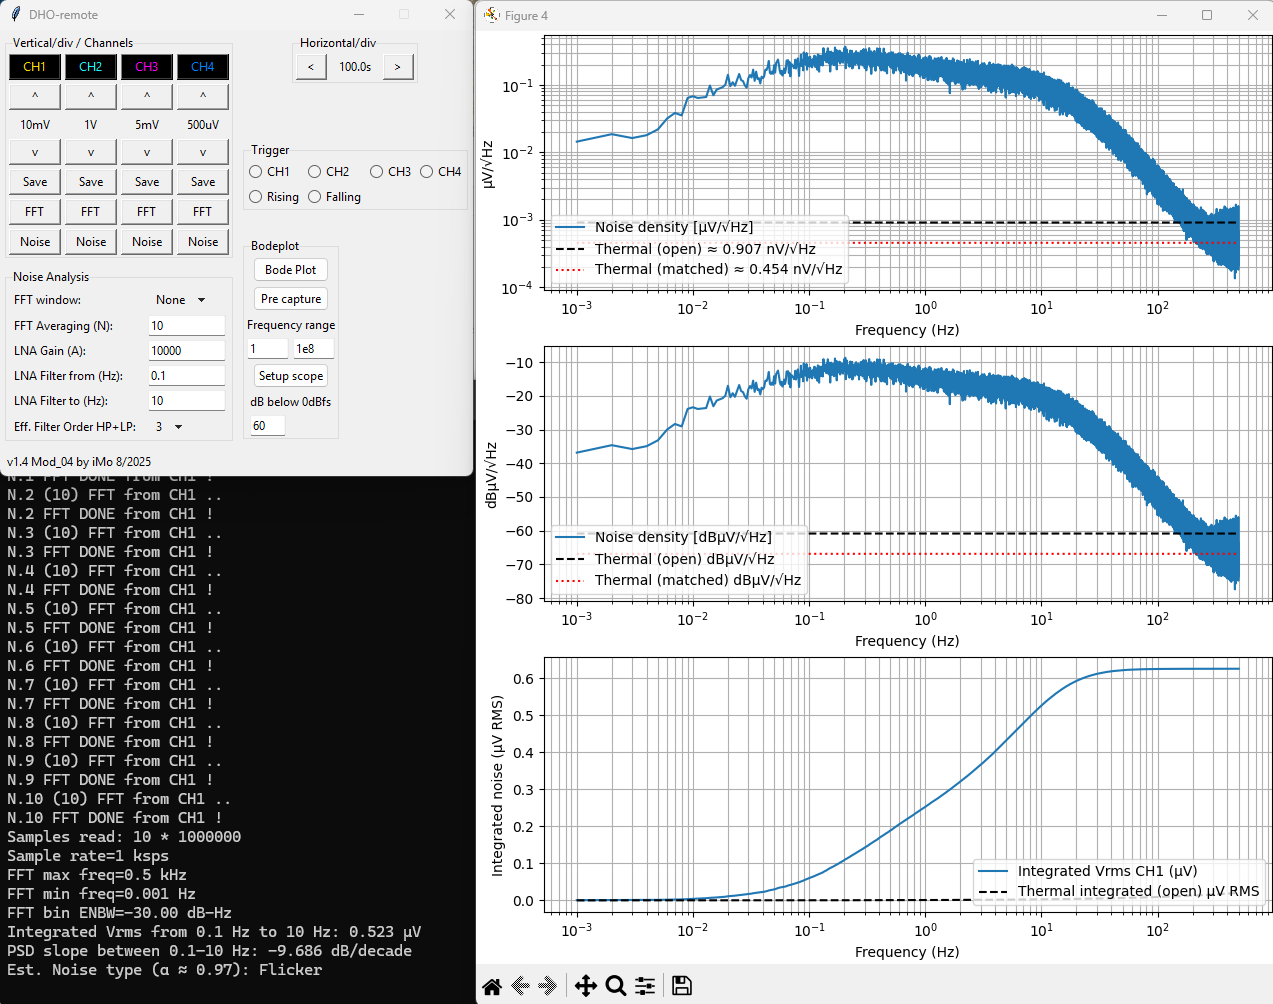 DHO-remote
Vertical/div / Channels
CH1 CH2 CH3 CH4
^ ^ ^ ^
10mV 1V 5mV 500uV
v v v v
Save Save Save Save
FFT FFT FFT FFT
Noise Noise Noise Noise
Horizontal/div
< 100.0s >
Trigger
CH1 CH2 CH3 CH4
Rising Falling
Noise Analysis
FFT window: None
FFT Averaging (N): 10
LNA Gain (A): 10000
LNA Filter from (Hz): 0.1
LNA Filter to (Hz): 10
Eff. Filter Order HP+LP: 3
Bodeplot
Bode Plot
Pre capture
Frequency range
1 1e8
Setup scope
dB below 0dBfs
60
v1.4 Mod_04 by iMo 8/2025
N.1 FFT DONE from CH1 !
N.2 (10) FFT from CH1 ..
N.2 FFT DONE from CH1 !
N.3 (10) FFT from CH1 ..
N.3 FFT DONE from CH1 !
N.4 (10) FFT from CH1 ..
N.4 FFT DONE from CH1 !
N.5 (10) FFT from CH1 ..
N.5 FFT DONE from CH1 !
N.6 (10) FFT from CH1 ..
N.6 FFT DONE from CH1 !
N.7 (10) FFT from CH1 ..
N.7 FFT DONE from CH1 !
N.8 (10) FFT from CH1 ..
N.8 FFT DONE from CH1 !
N.9 (10) FFT from CH1 ..
N.9 FFT DONE from CH1 !
N.10 (10) FFT from CH1 ..
N.10 FFT DONE from CH1 !
Samples read: 10 * 1000000
Sample rate=1 ksps
FFT max freq=0.5 kHz
FFT min freq=0.001 Hz
FFT bin ENBW=-30.00 dB-Hz
Integrated Vrms from 0.1 Hz to 10 Hz: 0.523 µV
PSD slope between 0.1-10 Hz: -9.686 dB/decade
Est. Noise type (α ≈ 0.97): Flicker
Figure 4
µV/√Hz
10⁻¹
10⁻²
10⁻³
10⁻⁴
Noise density [µV/√Hz]
Thermal (open) ≈ 0.907 nV/√Hz
Thermal (matched) ≈ 0.454 nV/√Hz
10⁻³ 10⁻² 10⁻¹ 10⁰ 10¹ 10²
Frequency (Hz)
dBµV/√Hz
−10
−20
−30
−40
−50
−60
−70
−80
Noise density [dBµV/√Hz]
Thermal (open) dBµV/√Hz
Thermal (matched) dBµV/√Hz
10⁻³ 10⁻² 10⁻¹ 10⁰ 10¹ 10²
Frequency (Hz)
Integrated noise (µV RMS)
0.6
0.5
0.4
0.3
0.2
0.1
0.0
Integrated Vrms CH1 (µV)
Thermal integrated (open) µV RMS
10⁻³ 10⁻² 10⁻¹ 10⁰ 10¹ 10²
Frequency (Hz)